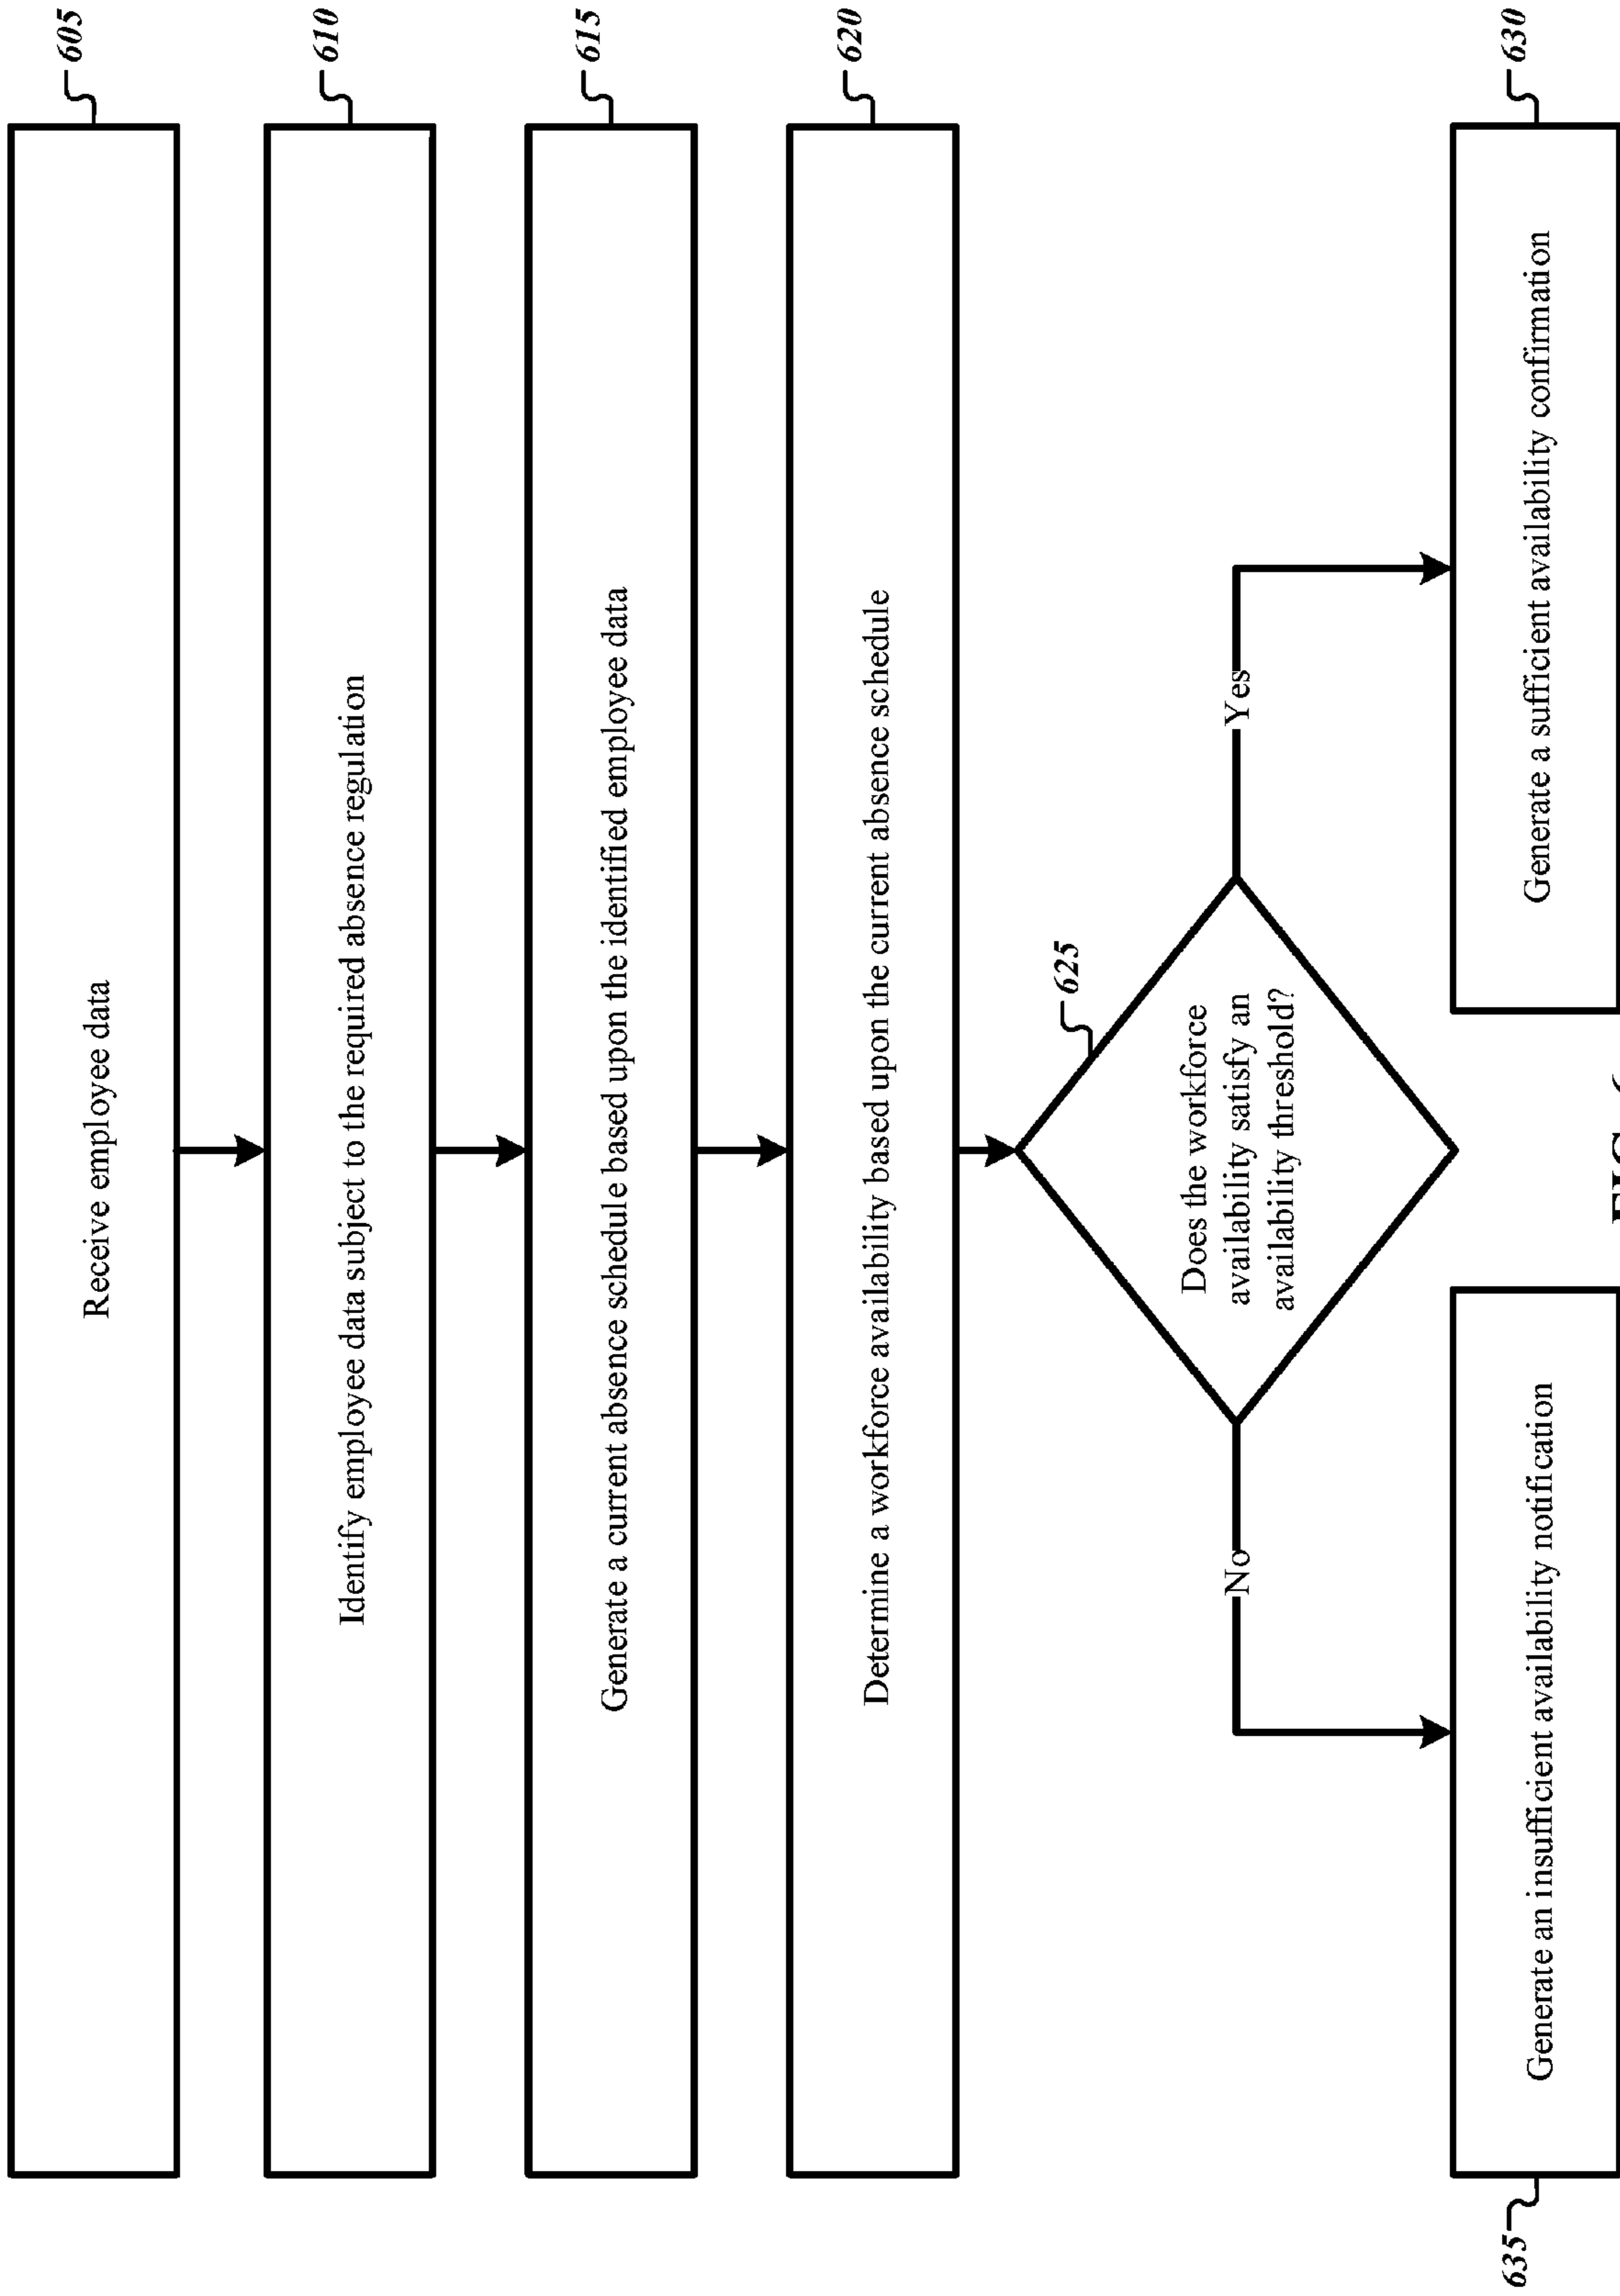 605
Receive employee data
610
Identify employee data subject to the required absence regulation
615
Generate a current absence schedule based upon the identified employee data
620
Determine a workforce availability based upon the current absence schedule
625
Does the workforce
availability satisfy an
availability threshold?
No
Yes
635
Generate an insufficient availability notification
630
Generate a sufficient availability confirmation